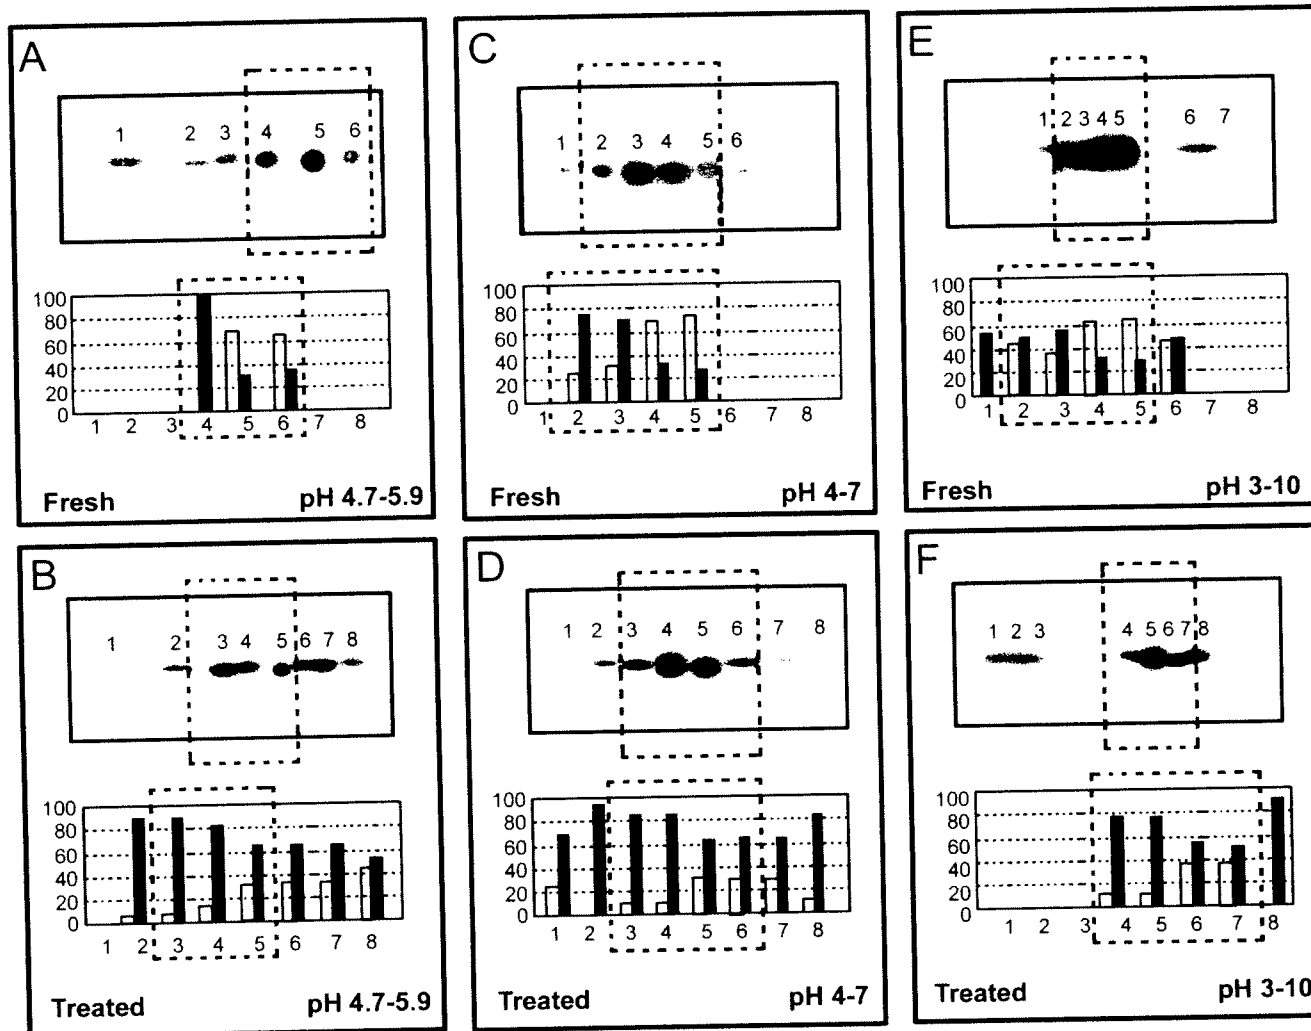 A
1 2 3 4 5 6
100
80
60
40
20
0
1 2 3 4 5 6 7 8
Fresh pH 4.7-5.9
C
1 2 3 4 5 6
100
80
60
40
20
0
1 2 3 4 5 6 7 8
Fresh pH 4-7
E
1 2 3 4 5 6 7
100
80
60
40
20
0
1 2 3 4 5 6 7 8
Fresh pH 3-10
B
1 2 3 4 5 6 7 8
100
80
60
40
20
0
1 2 3 4 5 6 7 8
Treated pH 4.7-5.9
D
1 2 3 4 5 6 7 8
100
80
60
40
20
0
1 2 3 4 5 6 7 8
Treated pH 4-7
F
1 2 3 4 5 6 7 8
100
80
60
40
20
0
1 2 3 4 5 6 7 8
Treated pH 3-10